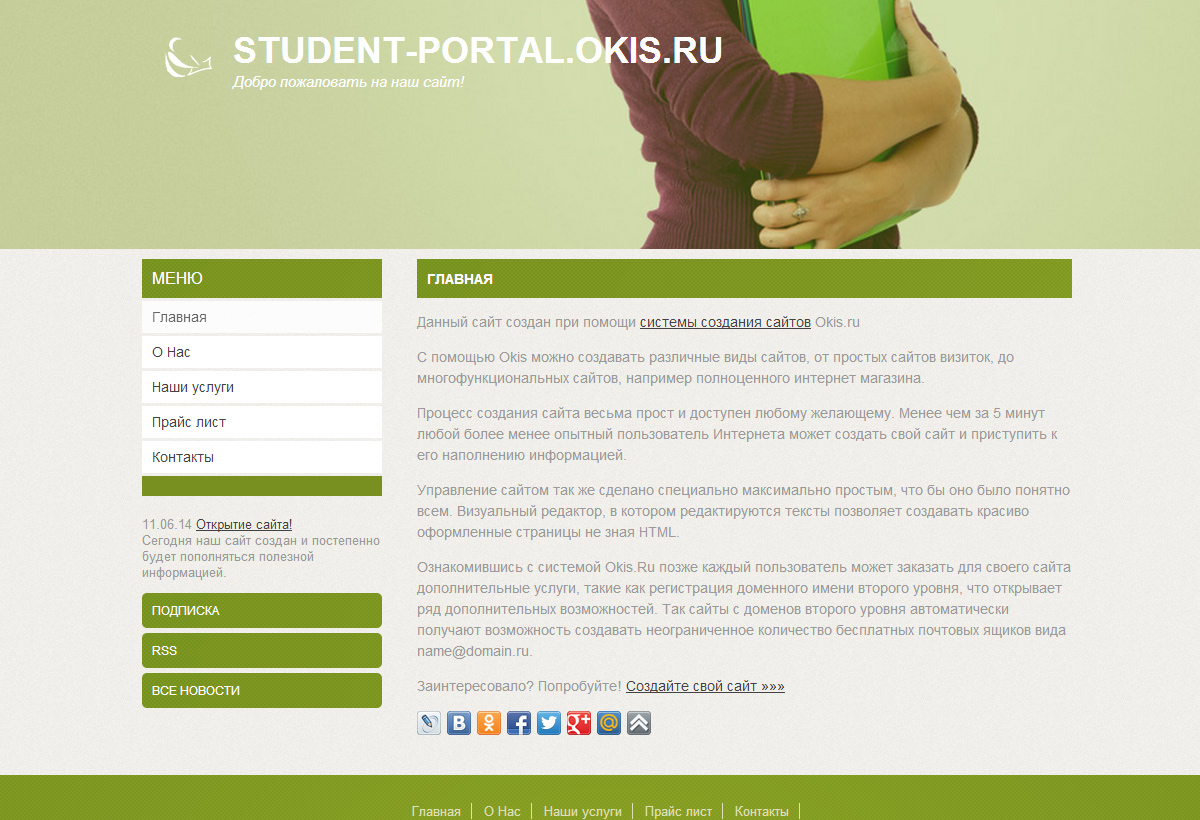 STUDENT-PORTAL.OKIS.RU
Добро пожаловать на наш сайт!
МЕНЮ
Главная
О Нас
Наши услуги
Прайс лист
Контакты
11.06.14 Открытие сайта!
Сегодня наш сайт создан и постепенно
будет пополняться полезной
информацией.
ПОДПИСКА
RSS
ВСЕ НОВОСТИ
ГЛАВНАЯ
Данный сайт создан при помощи системы создания сайтов Okis.ru
С помощью Okis можно создавать различные виды сайтов, от простых сайтов визиток, до
многофункциональных сайтов, например полноценного интернет магазина.
Процесс создания сайта весьма прост и доступен любому желающему. Менее чем за 5 минут
любой более менее опытный пользователь Интернета может создать свой сайт и приступить к
его наполнению информацией.
Управление сайтом так же сделано специально максимально простым, что бы оно было понятно
всем. Визуальный редактор, в котором редактируются тексты позволяет создавать красиво
оформленные страницы не зная HTML.
Ознакомившись с системой Okis.Ru позже каждый пользователь может заказать для своего сайта
дополнительные услуги, такие как регистрация доменного имени второго уровня, что открывает
ряд дополнительных возможностей. Так сайты с доменов второго уровня автоматически
получают возможность создавать неограниченное количество бесплатных почтовых ящиков вида
name@domain.ru.
Заинтересовало? Попробуйте! Создайте свой сайт »»»
Главная О Нас Наши услуги Прайс лист Контакты